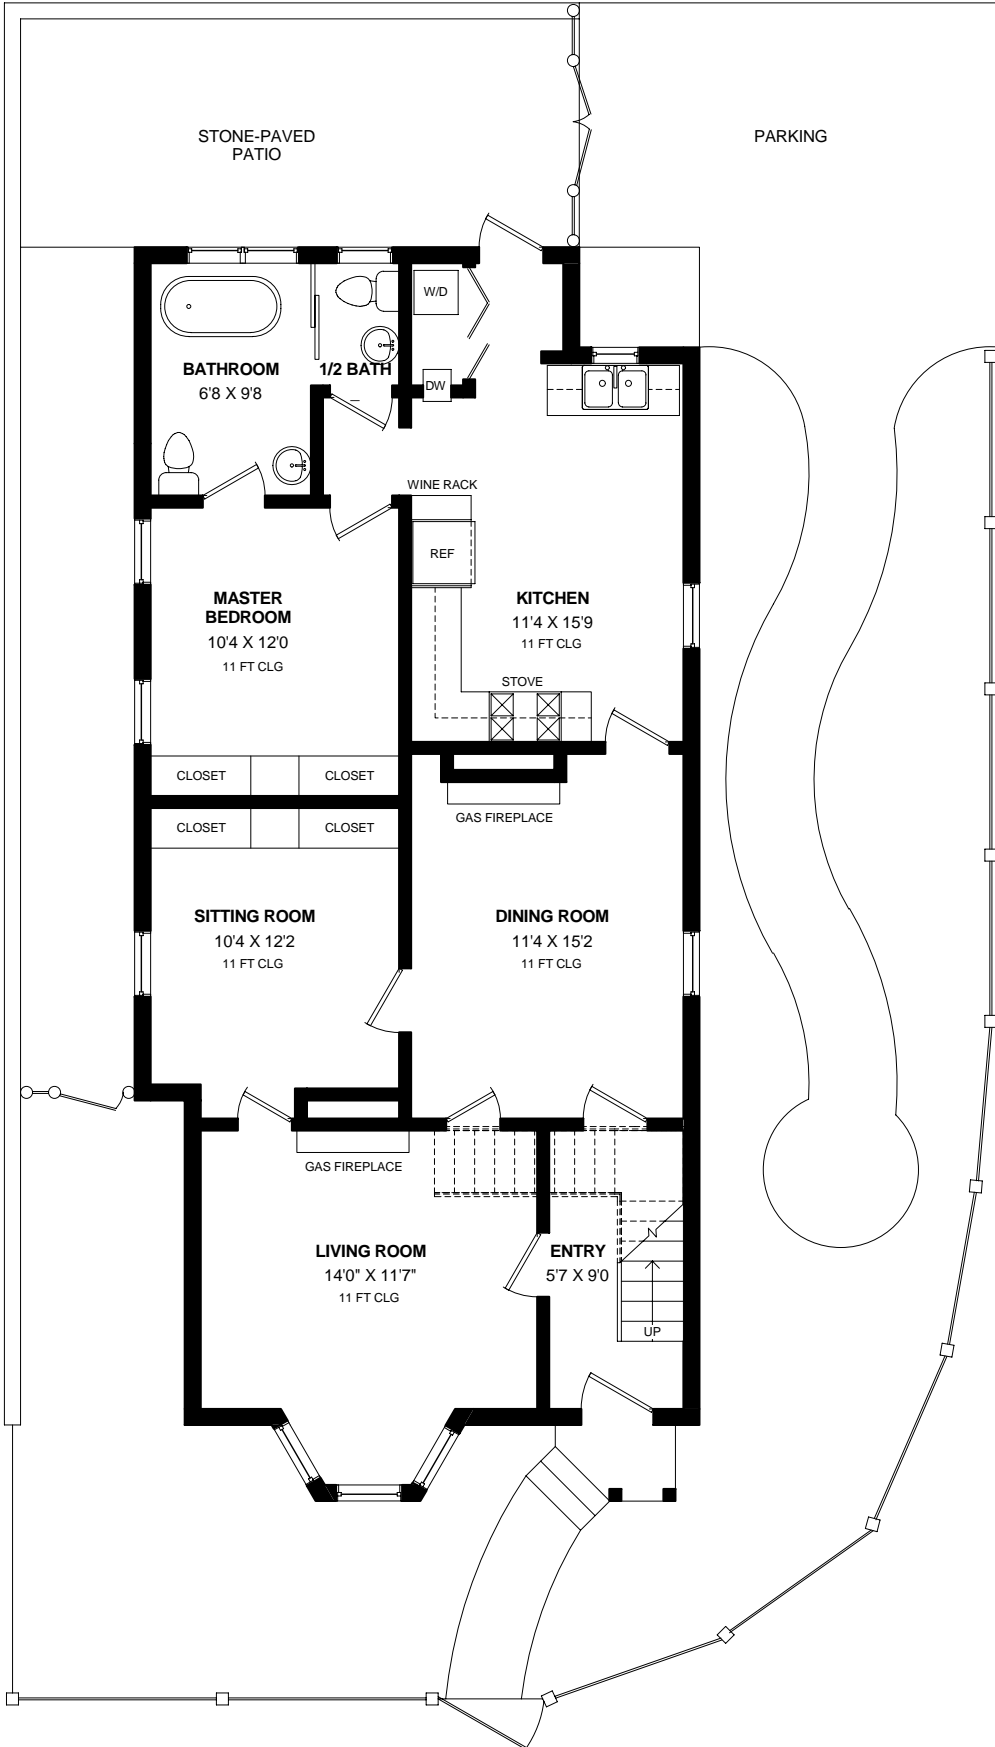 STONE-PAVED
PATIO
PARKING
W/D
BATHROOM
6'8 X 9'8
1/2 BATH
DW
WINE RACK
REF
MASTER
BEDROOM
10'4 X 12'0
11 FT CLG
KITCHEN
11'4 X 15'9
11 FT CLG
STOVE
CLOSET
CLOSET
GAS FIREPLACE
CLOSET
CLOSET
SITTING ROOM
10'4 X 12'2
11 FT CLG
DINING ROOM
11'4 X 15'2
11 FT CLG
GAS FIREPLACE
LIVING ROOM
14'0" X 11'7"
11 FT CLG
ENTRY
5'7 X 9'0
UP